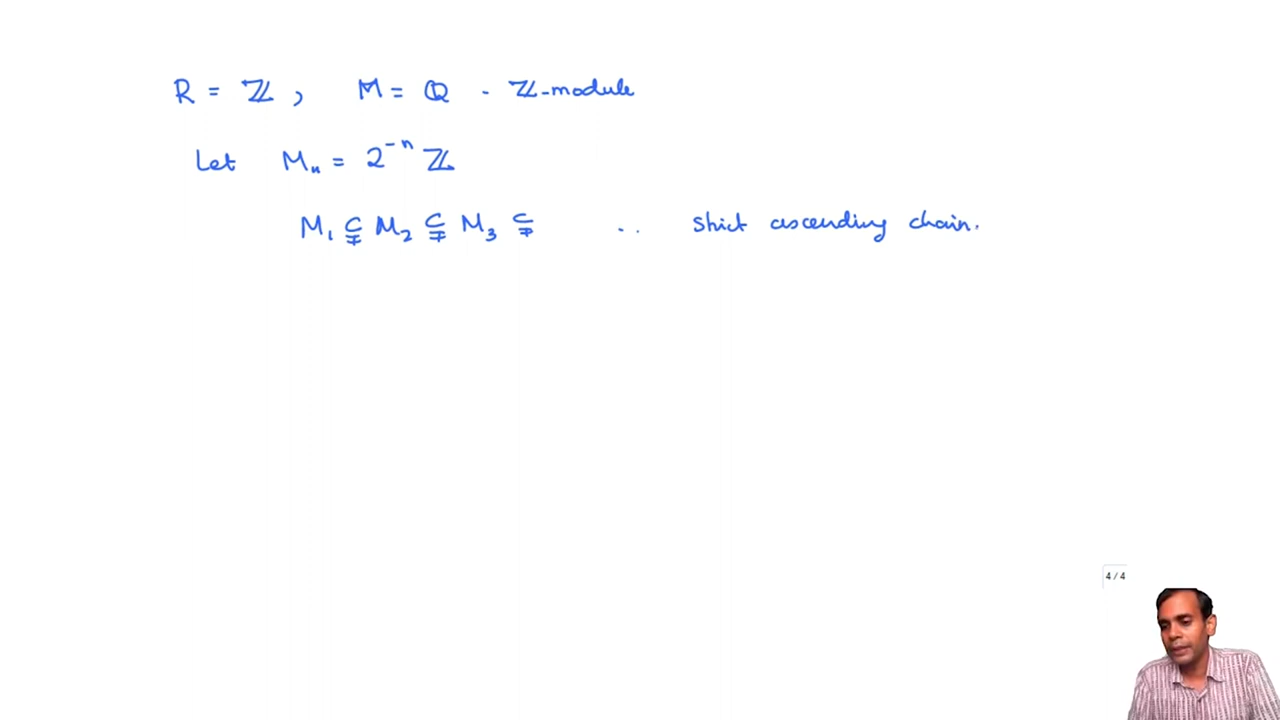 R = ℤ, M = ℚ - ℤ-module
Let Mₙ = 2⁻ⁿ ℤ
M₁ ⊊ M₂ ⊊ M₃ ⊊ .. strict ascending chain.
4 / 4